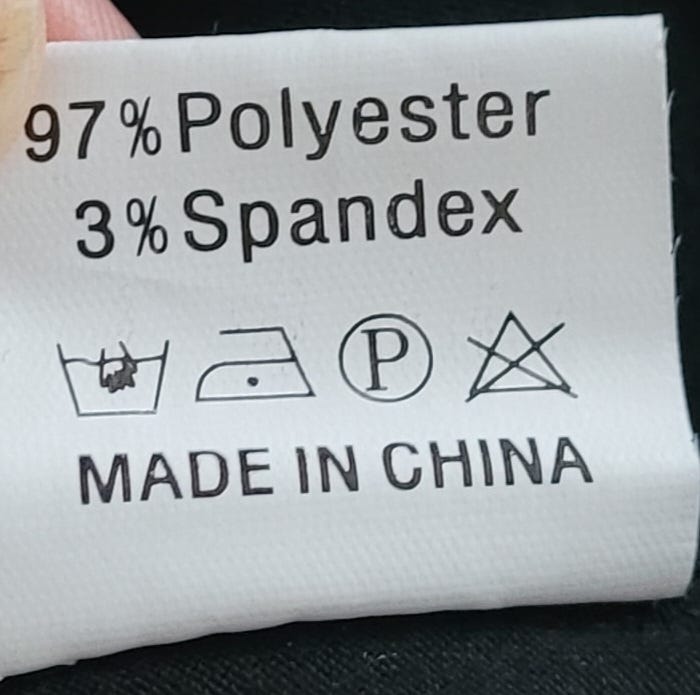 97% Polyester
3% Spandex
P
MADE IN CHINA